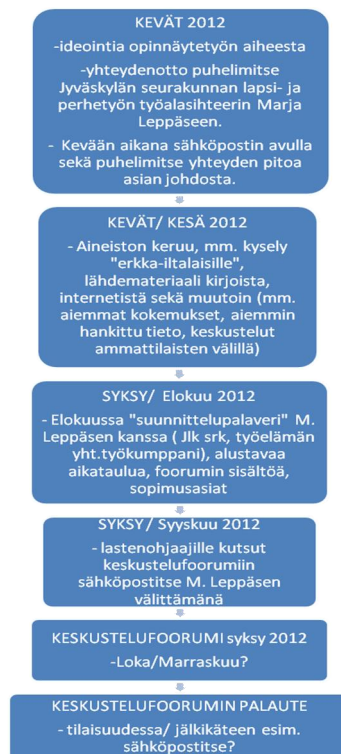 KEVÄT 2012
-ideointia opinnäytetyön aiheesta
-yhteydenotto puhelimitse
Jyväskylän seurakunnan lapsi- ja
perhetyön työalasihteerin Marja
Leppäseen.
- Kevään aikana sähköpostin avulla
sekä puhelimitse yhteyden pitoa
asian johdosta.
KEVÄT/ KESÄ 2012
- Aineiston keruu, mm. kysely
"erkka-iltalaisille",
lähdemateriaali kirjoista,
internetistä sekä muutoin (mm.
aiemmat kokemukset, aiemmin
hankittu tieto, keskustelut
ammattilaisten välillä)
SYKSY/ Elokuu 2012
- Elokuussa "suunnittelupalaveri" M.
Leppäsen kanssa ( Jlk srk, työelämän
yht.työkumppani), alustavaa
aikataulua, foorumin sisältöä,
sopimusasiat
SYKSY / Syyskuu 2012
- lastenohjaajille kutsut
keskustelufoorumiin
sähköpostitse M. Leppäsen
välittämänä
KESKUSTELUFOORUMI syksy 2012
-Loka/Marraskuu?
KESKUSTELUFOORUMIN PALAUTE
- tilaisuudessa/ jälkikäteen esim.
sähköpostitse?